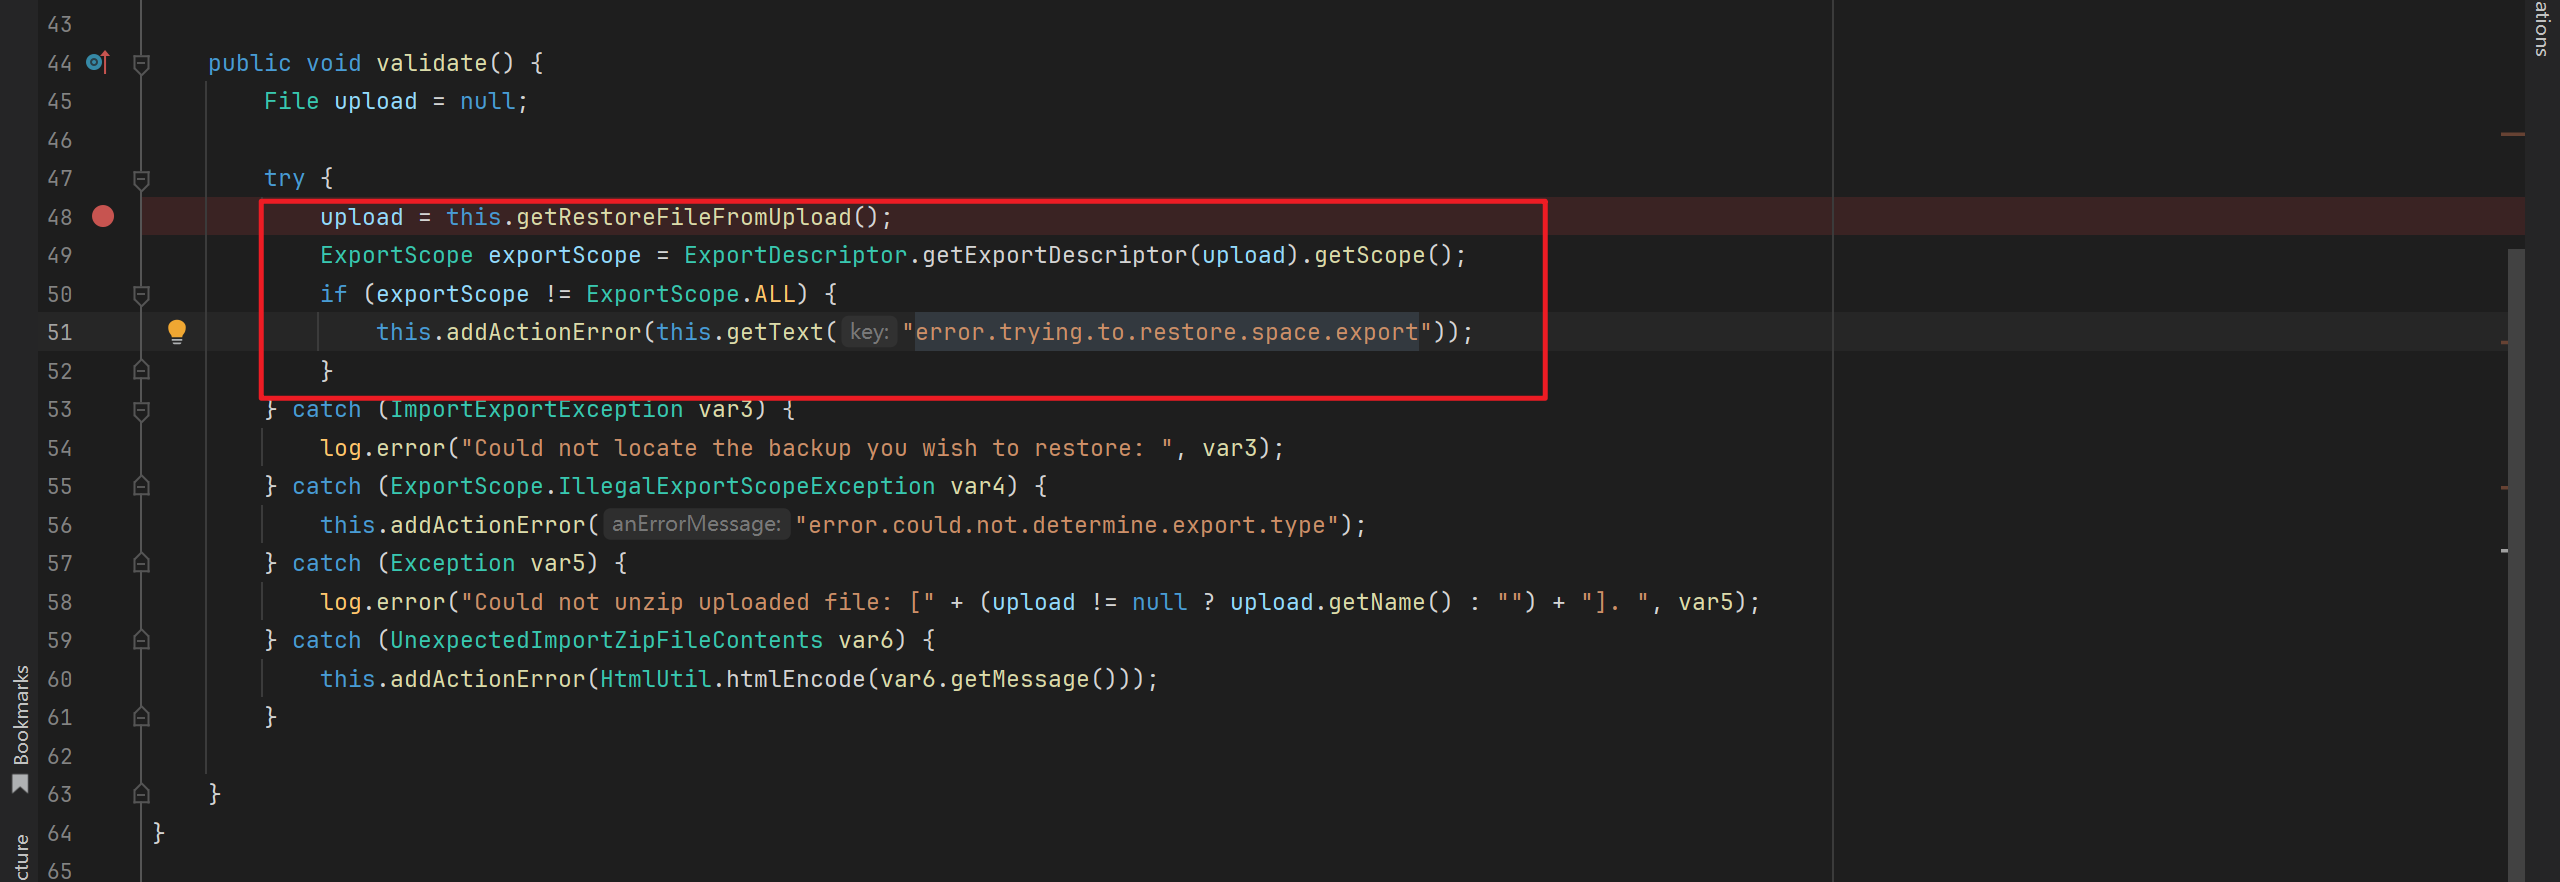 43
44 public void validate() {
45 File upload = null;
46
47 try {
48 upload = this.getRestoreFileFromUpload();
49 ExportScope exportScope = ExportDescriptor.getExportDescriptor(upload).getScope();
50 if (exportScope != ExportScope.ALL) {
51 this.addActionError(this.getText( key: "error.trying.to.restore.space.export"));
52 }
53 } catch (ImportExportException var3) {
54 log.error("Could not locate the backup you wish to restore: ", var3);
55 } catch (ExportScope.IllegalExportScopeException var4) {
56 this.addActionError( anErrorMessage: "error.could.not.determine.export.type");
57 } catch (Exception var5) {
58 log.error("Could not unzip uploaded file: [" + (upload != null ? upload.getName() : "") + "]. ", var5);
59 } catch (UnexpectedImportZipFileContents var6) {
60 this.addActionError(HtmlUtil.htmlEncode(var6.getMessage()));
61 }
62
63 }
64 }
65
Bookmarks
cture
ations